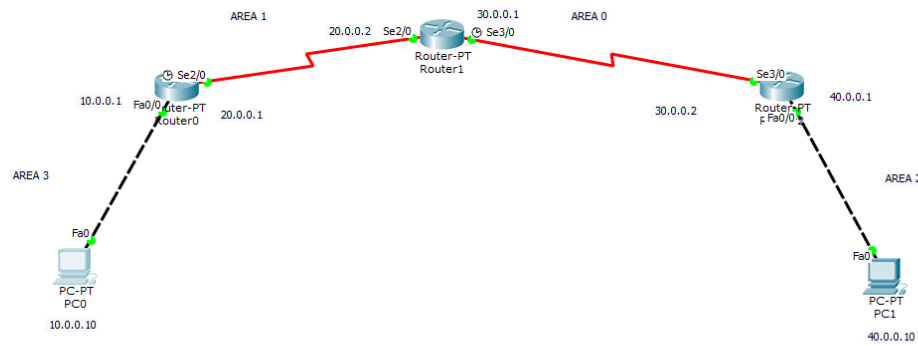 AREA 1
30.0.0.1
AREA 0
20.0.0.2
Se2/0
Se3/0
Router-PT
Router1
Se2/0
Se3/0
10.0.0.1
Fa0/0
Router0
20.0.0.1
30.0.0.2
Router-PT
Fa0/0
40.0.0.1
AREA 3
AREA 2
Fa0
Fa0
PC-PT
PC0
10.0.0.10
PC-PT
PC1
40.0.0.10